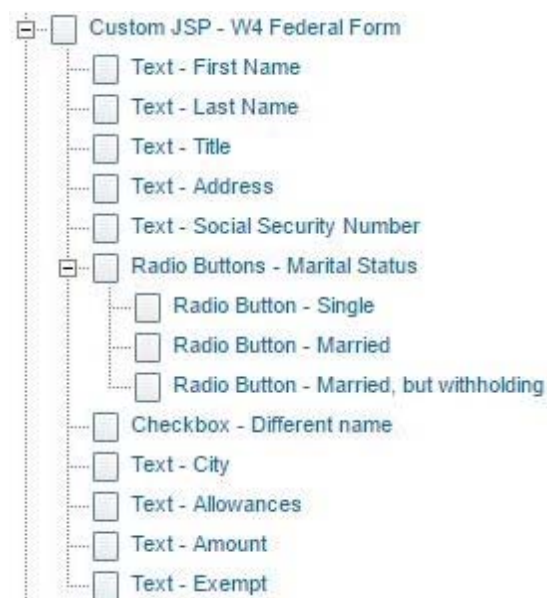 Custom JSP - W4 Federal Form
Text - First Name
Text - Last Name
Text - Title
Text - Address
Text - Social Security Number
Radio Buttons - Marital Status
Radio Button - Single
Radio Button - Married
Radio Button - Married, but withholding
Checkbox - Different name
Text - City
Text - Allowances
Text - Amount
Text - Exempt